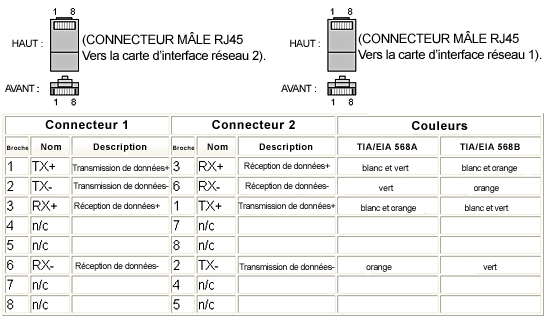 1 8
HAUT :
(CONNECTEUR MÂLE RJ45
Vers la carte d'interface réseau 2).
AVANT :
1 8
1 8
HAUT :
(CONNECTEUR MÂLE RJ45
Vers la carte d'interface réseau 1).
AVANT :
1 8
Connecteur 1 Connecteur 2 Couleurs
Broche Nom Description Broche Nom Description TIA/EIA 568A TIA/EIA 568B
1 TX+ Transmission de données+ 3 RX+ Réception de données+ blanc et vert blanc et orange
2 TX- Transmission de données- 6 RX- Réception de données- vert orange
3 RX+ Réception de données+ 1 TX+ Transmission de données+ blanc et orange blanc et vert
4 n/c 7 n/c
5 n/c 8 n/c
6 RX- Réception de données- 2 TX- Transmission de données- orange vert
7 n/c 4 n/c
8 n/c 5 n/c